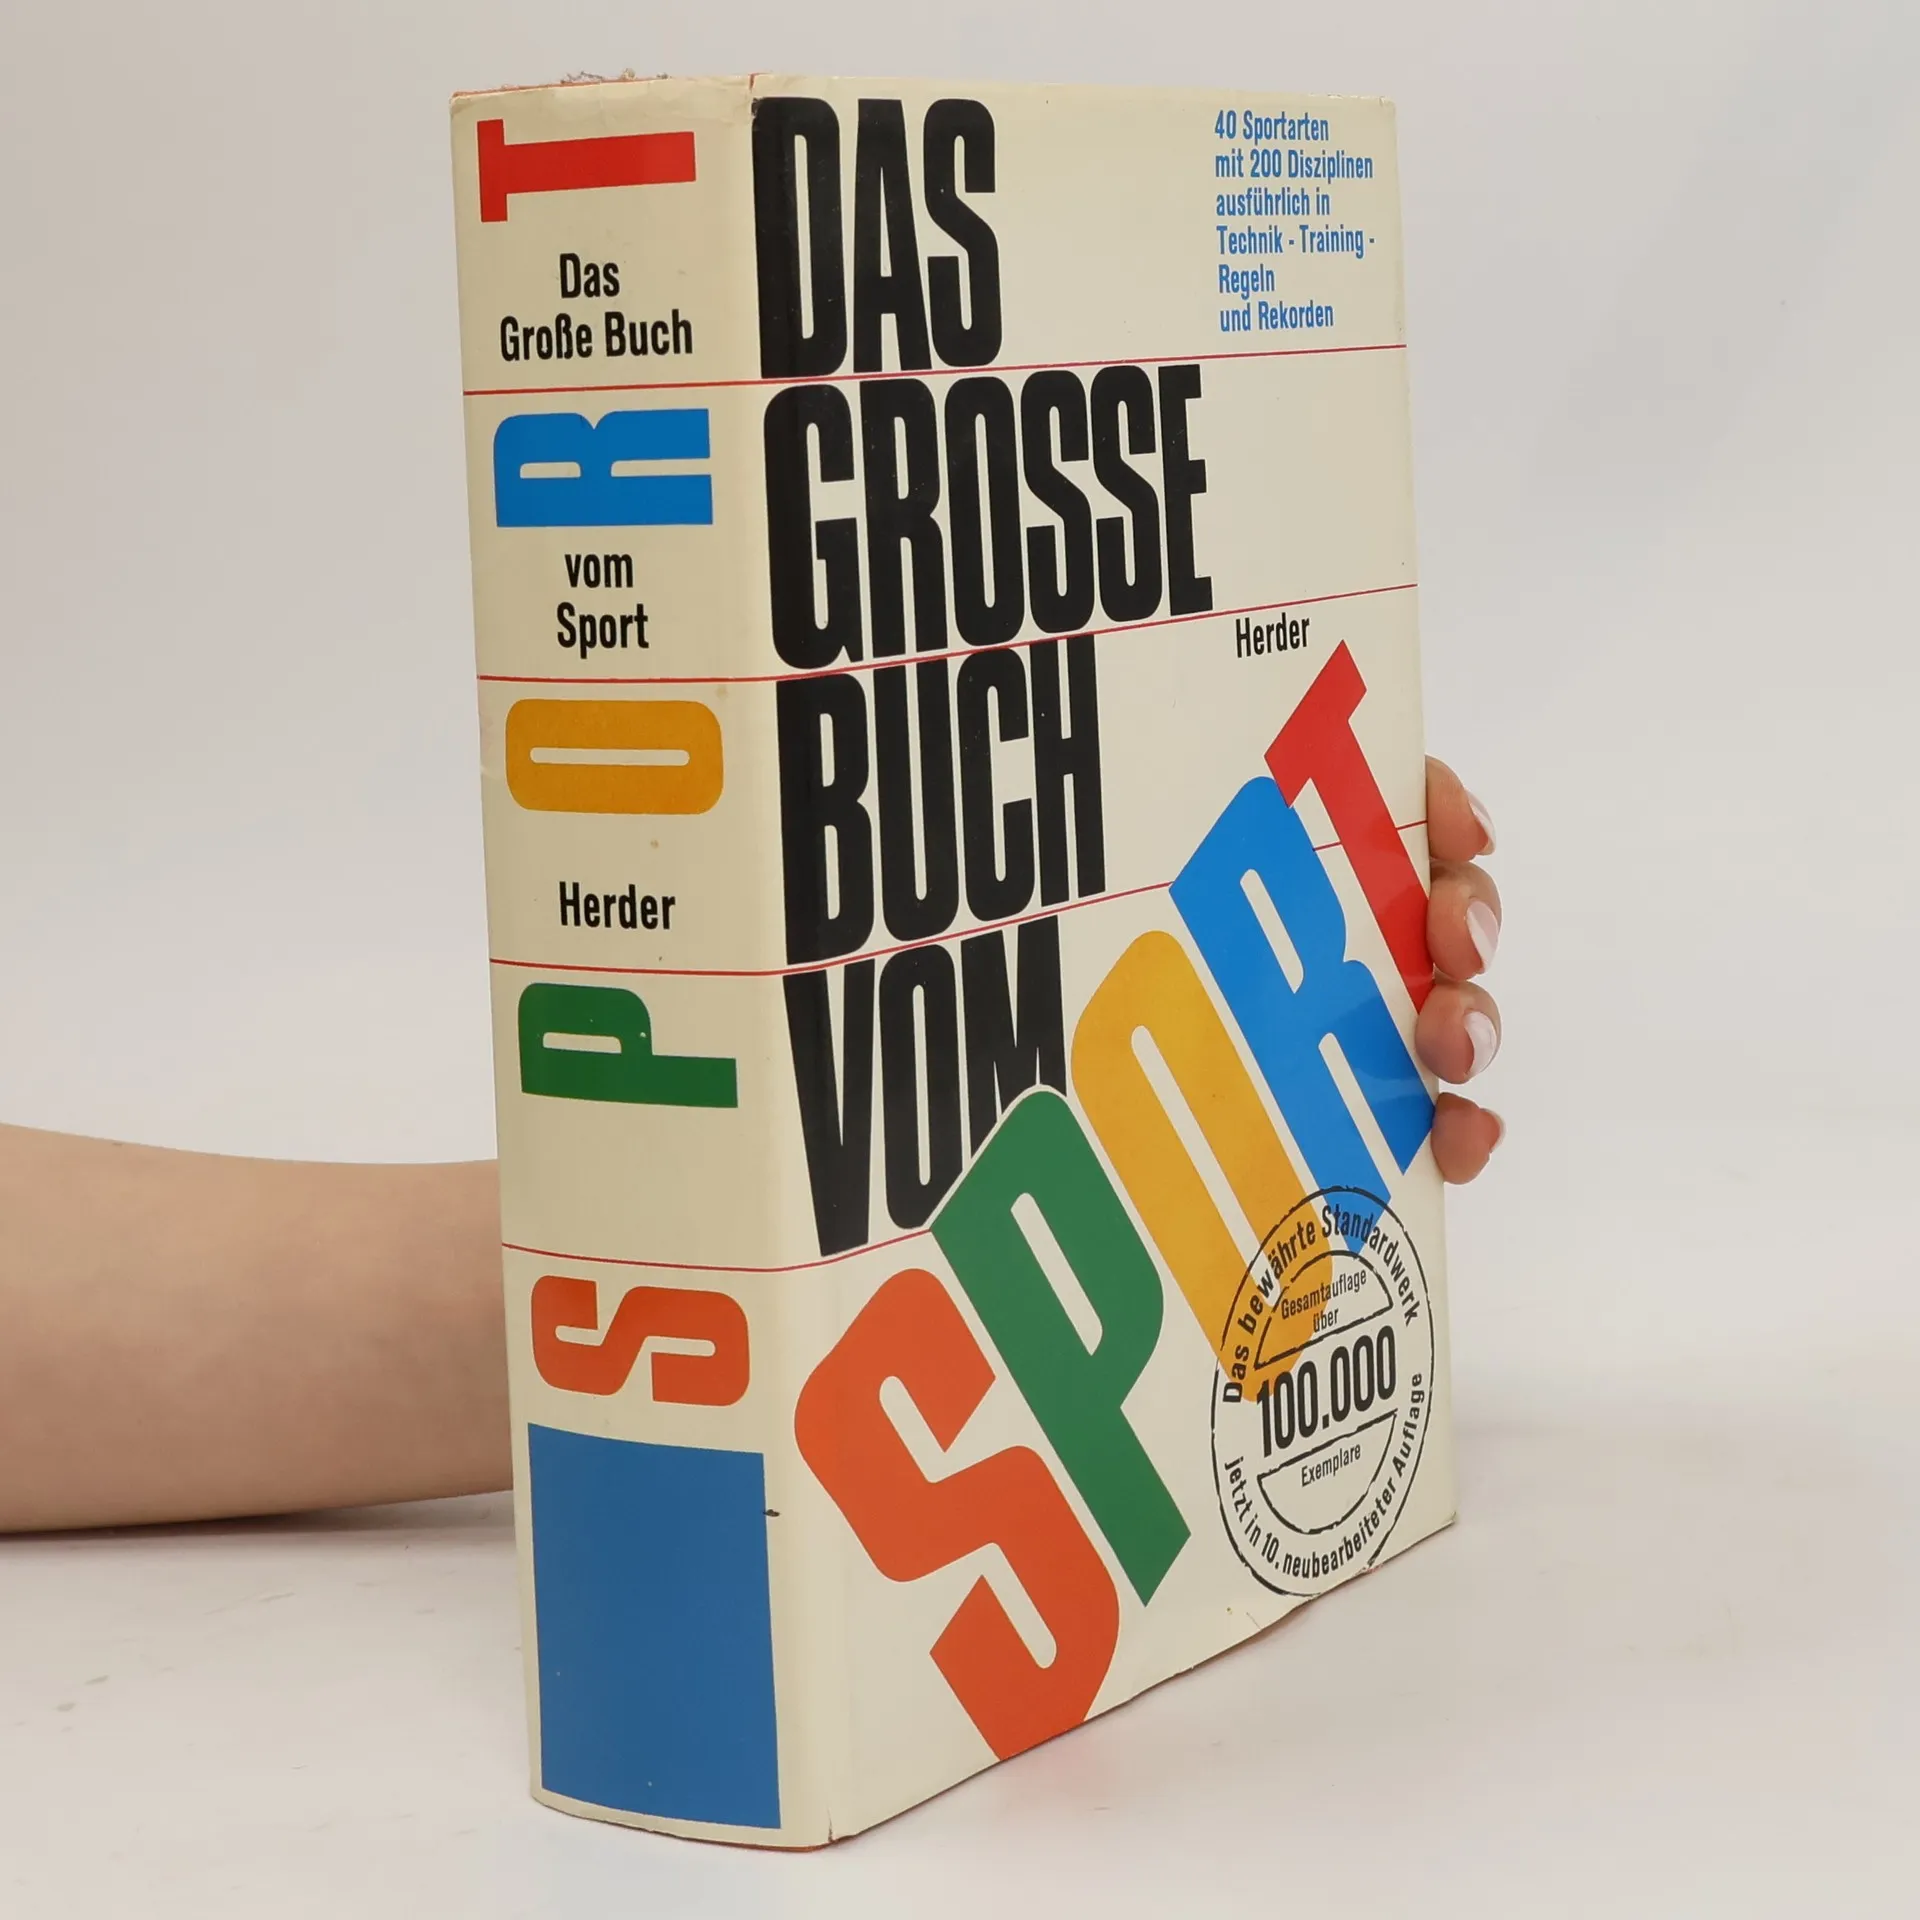 SPORT
Das
Große Buch
vom
Sport
Herder
DAS
GROSSE
BUCH
VOM
SPORT
40 Sportarten
mit 200 Disziplinen
ausführlich in
Technik - Training -
Regeln
und Rekorden
Herder
Das bewährte Standardwerk
Gesamtauflage
über
100.000
Exemplare
jetzt in 10. neubearbeiteter Auflage